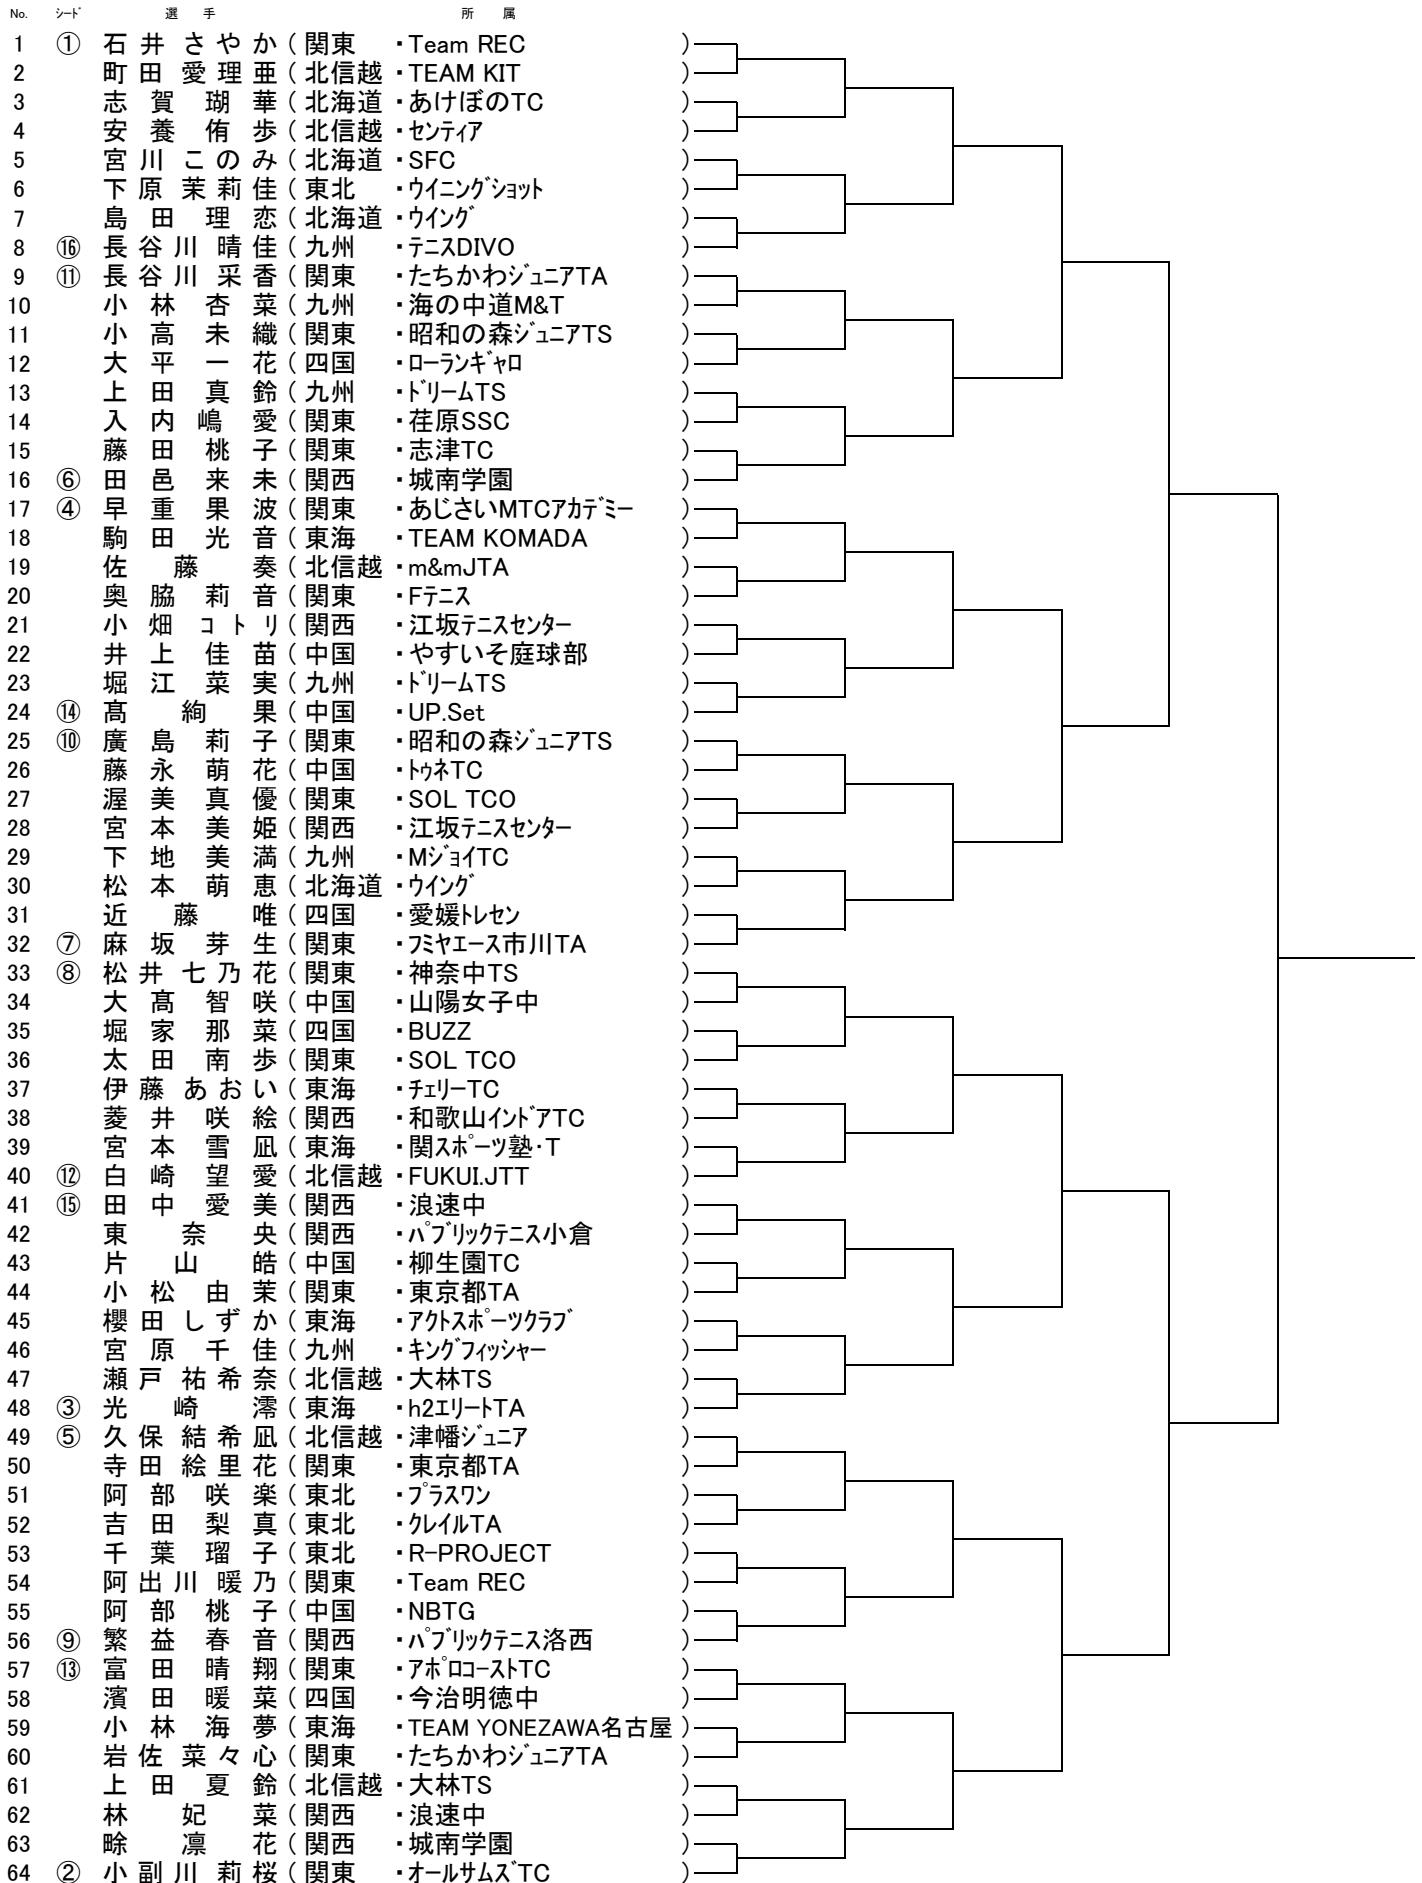 No. シード 選手 所属
1 ① 石井さやか（関東・Team REC）
2 町田愛理亜（北信越・TEAM KIT）
3 志賀瑚華（北海道・あけぼのTC）
4 安養侑歩（北信越・センティア）
5 宮川このみ（北海道・SFC）
6 下原茉莉佳（東北・ウイニングショット）
7 島田理恋（北海道・ウイング）
8 ⑯ 長谷川晴佳（九州・テニスDIVO）
9 ⑪ 長谷川采香（関東・たちかわジュニアTA）
10 小林杏菜（九州・海の中道M&T）
11 小高未織（関東・昭和の森ジュニアTS）
12 大平一花（四国・ローランギャロ）
13 上田真鈴（九州・ドリームTS）
14 入内嶋愛（関東・荏原SSC）
15 藤田桃子（関東・志津TC）
16 ⑥ 田邑来未（関西・城南学園）
17 ④ 早重果波（関東・あじさいMTCアカデミー）
18 駒田光音（東海・TEAM KOMADA）
19 佐藤奏（北信越・m&mJTA）
20 奥脇莉音（関東・Fテニス）
21 小畑コトリ（関西・江坂テニスセンター）
22 井上佳苗（中国・やすいそ庭球部）
23 堀江菜実（九州・ドリームTS）
24 ⑭ 髙絢果（中国・UP.Set）
25 ⑩ 廣島莉子（関東・昭和の森ジュニアTS）
26 藤永萌花（中国・トゥネTC）
27 渥美真優（関東・SOL TCO）
28 宮本美姫（関西・江坂テニスセンター）
29 下地美満（九州・MジョイTC）
30 松本萌恵（北海道・ウイング）
31 近藤唯（四国・愛媛トレセン）
32 ⑦ 麻坂芽生（関東・フミヤエース市川TA）
33 ⑧ 松井七乃花（関東・神奈中TS）
34 大髙智咲（中国・山陽女子中）
35 堀家那菜（四国・BUZZ）
36 太田南歩（関東・SOL TCO）
37 伊藤あおい（東海・チェリーTC）
38 菱井咲絵（関西・和歌山インドアTC）
39 宮本雪凪（東海・関スポーツ塾･T）
40 ⑫ 白崎望愛（北信越・FUKUI.JTT）
41 ⑮ 田中愛美（関西・浪速中）
42 東奈央（関西・パブリックテニス小倉）
43 片山皓（中国・柳生園TC）
44 小松由茉（関東・東京都TA）
45 櫻田しずか（東海・アクトスポーツクラブ）
46 宮原千佳（九州・キングフィッシャー）
47 瀬戸祐希奈（北信越・大林TS）
48 ③ 光崎澪（東海・h2エリートTA）
49 ⑤ 久保結希凪（北信越・津幡ジュニア）
50 寺田絵里花（関東・東京都TA）
51 阿部咲楽（東北・プラスワン）
52 吉田梨真（東北・クレイルTA）
53 千葉瑠子（東北・R-PROJECT）
54 阿出川暖乃（関東・Team REC）
55 阿部桃子（中国・NBTG）
56 ⑨ 繁益春音（関西・パブリックテニス洛西）
57 ⑬ 富田晴翔（関東・アポロコーストTC）
58 濱田暖菜（四国・今治明徳中）
59 小林海夢（東海・TEAM YONEZAWA名古屋）
60 岩佐菜々心（関東・たちかわジュニアTA）
61 上田夏鈴（北信越・大林TS）
62 林妃菜（関西・浪速中）
63 畭凛花（関西・城南学園）
64 ② 小副川莉桜（関東・オールサムズTC）